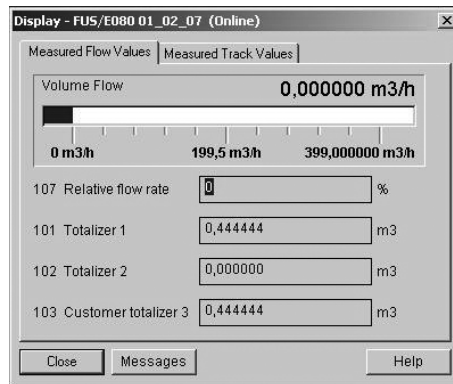 Display - FUS/E080 01_02_07 (Online)
Measured Flow Values Measured Track Values
Volume Flow 0,000000 m3/h
0 m3/h 199,5 m3/h 399,000000 m3/h
107 Relative flow rate 0 %
101 Totalizer 1 0,444444 m3
102 Totalizer 2 0,000000 m3
103 Customer totalizer 3 0,444444 m3
Close Messages Help